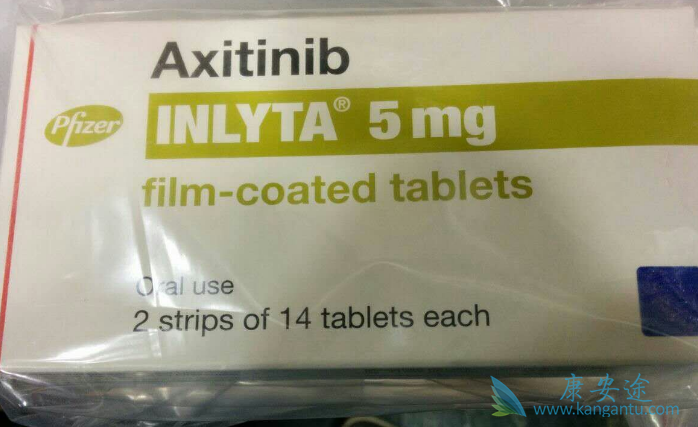 Axitinib
Pfizer
INLYTA® 5 mg
film-coated tablets
Oral use
2 strips of 14 tablets each
康安途
www.kangantu.com